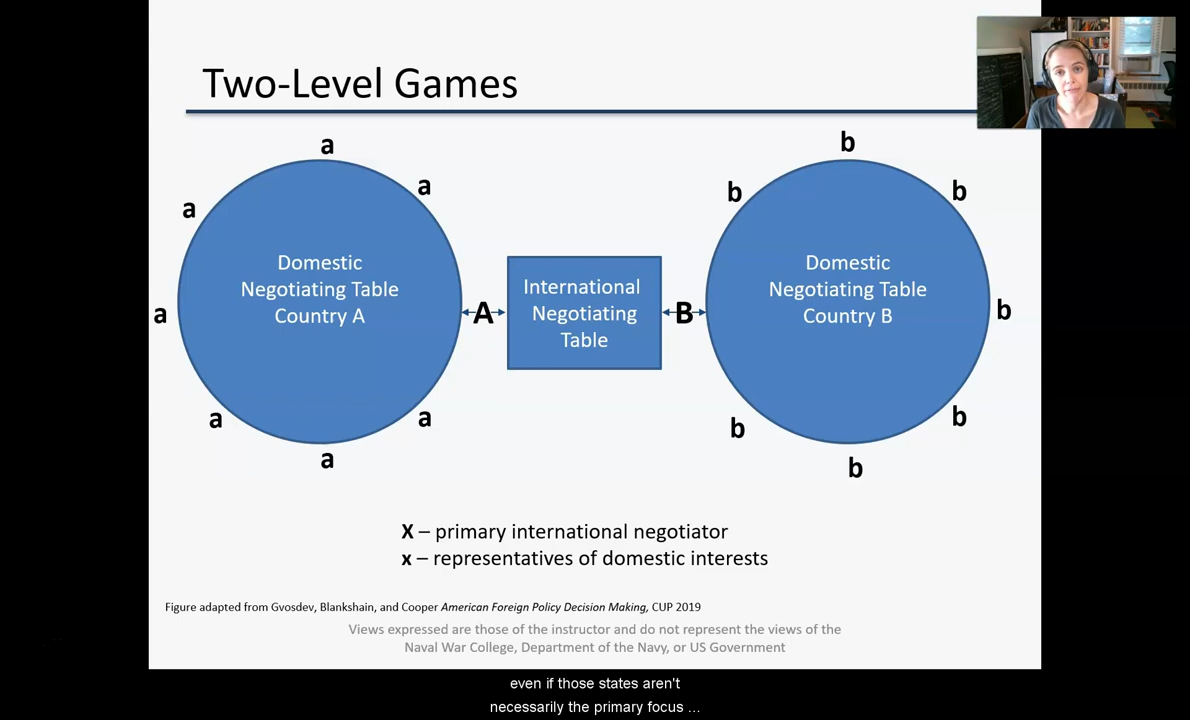 Two-Level Games
a
a
a
a
a
a
a
Domestic
Negotiating Table
Country A
A
International
Negotiating
Table
B
b
b
b
b
b
b
b
Domestic
Negotiating Table
Country B
X – primary international negotiator
x – representatives of domestic interests
Figure adapted from Gvosdev, Blankshain, and Cooper American Foreign Policy Decision Making, CUP 2019
Views expressed are those of the instructor and do not represent the views of the
Naval War College, Department of the Navy, or US Government
even if those states aren't
necessarily the primary focus ...